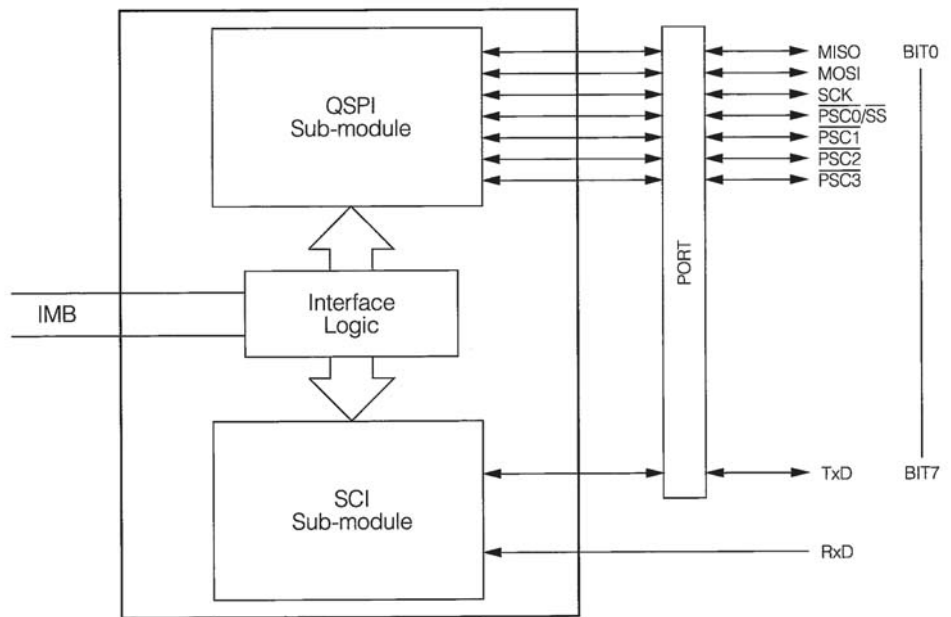 QSPI
Sub-module
MISO BIT0
MOSI
SCK
PSC0/SS
PSC1
PSC2
PSC3
PORT
IMB
Interface
Logic
SCI
Sub-module
TxD BIT7
RxD